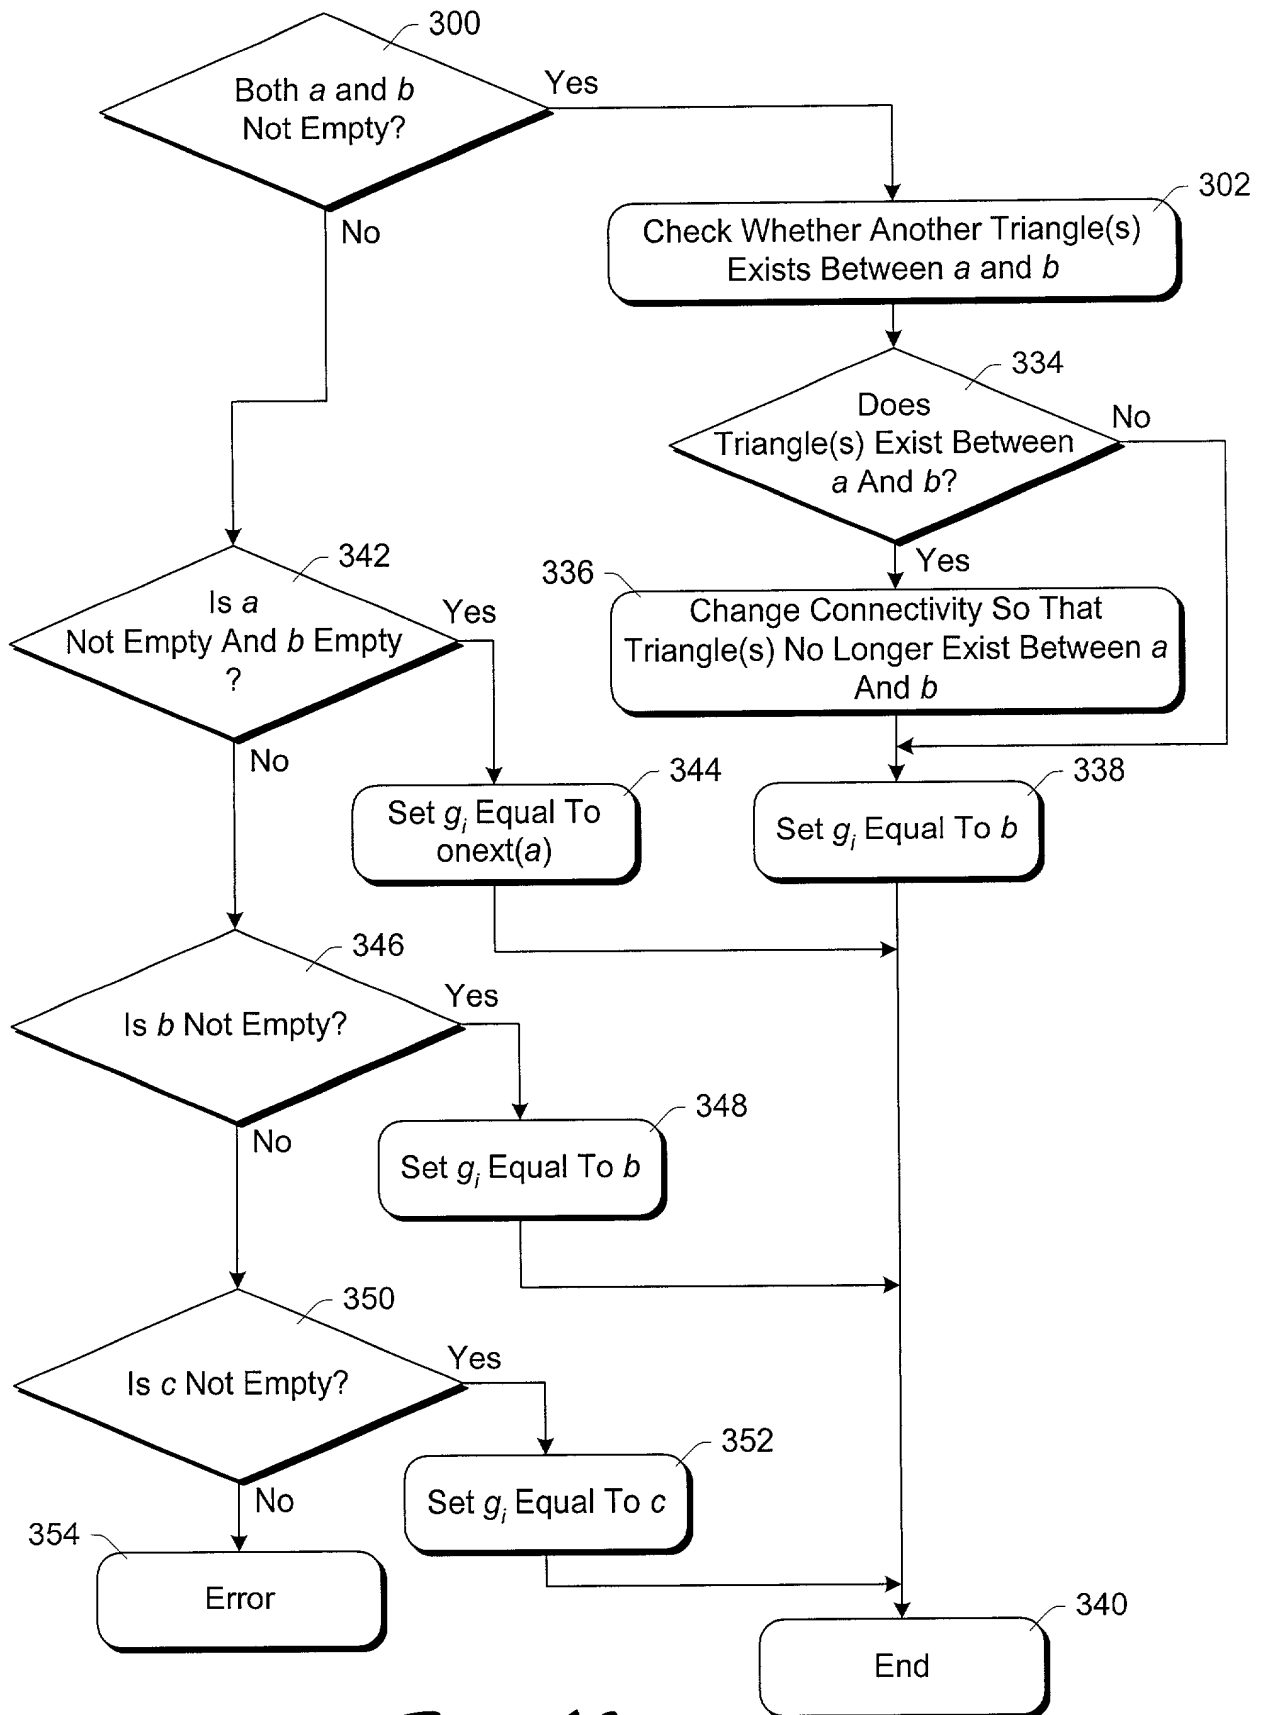 300
Both a and b
Not Empty?
Yes
No
302
Check Whether Another Triangle(s)
Exists Between a and b
334
Does
Triangle(s) Exist Between
a And b?
No
Yes
336
Change Connectivity So That
Triangle(s) No Longer Exist Between a
And b
342
Is a
Not Empty And b Empty
?
Yes
No
344
Set gi Equal To
onext(a)
338
Set gi Equal To b
346
Is b Not Empty?
Yes
No
348
Set gi Equal To b
350
Is c Not Empty?
Yes
No
352
Set gi Equal To c
354
Error
340
End